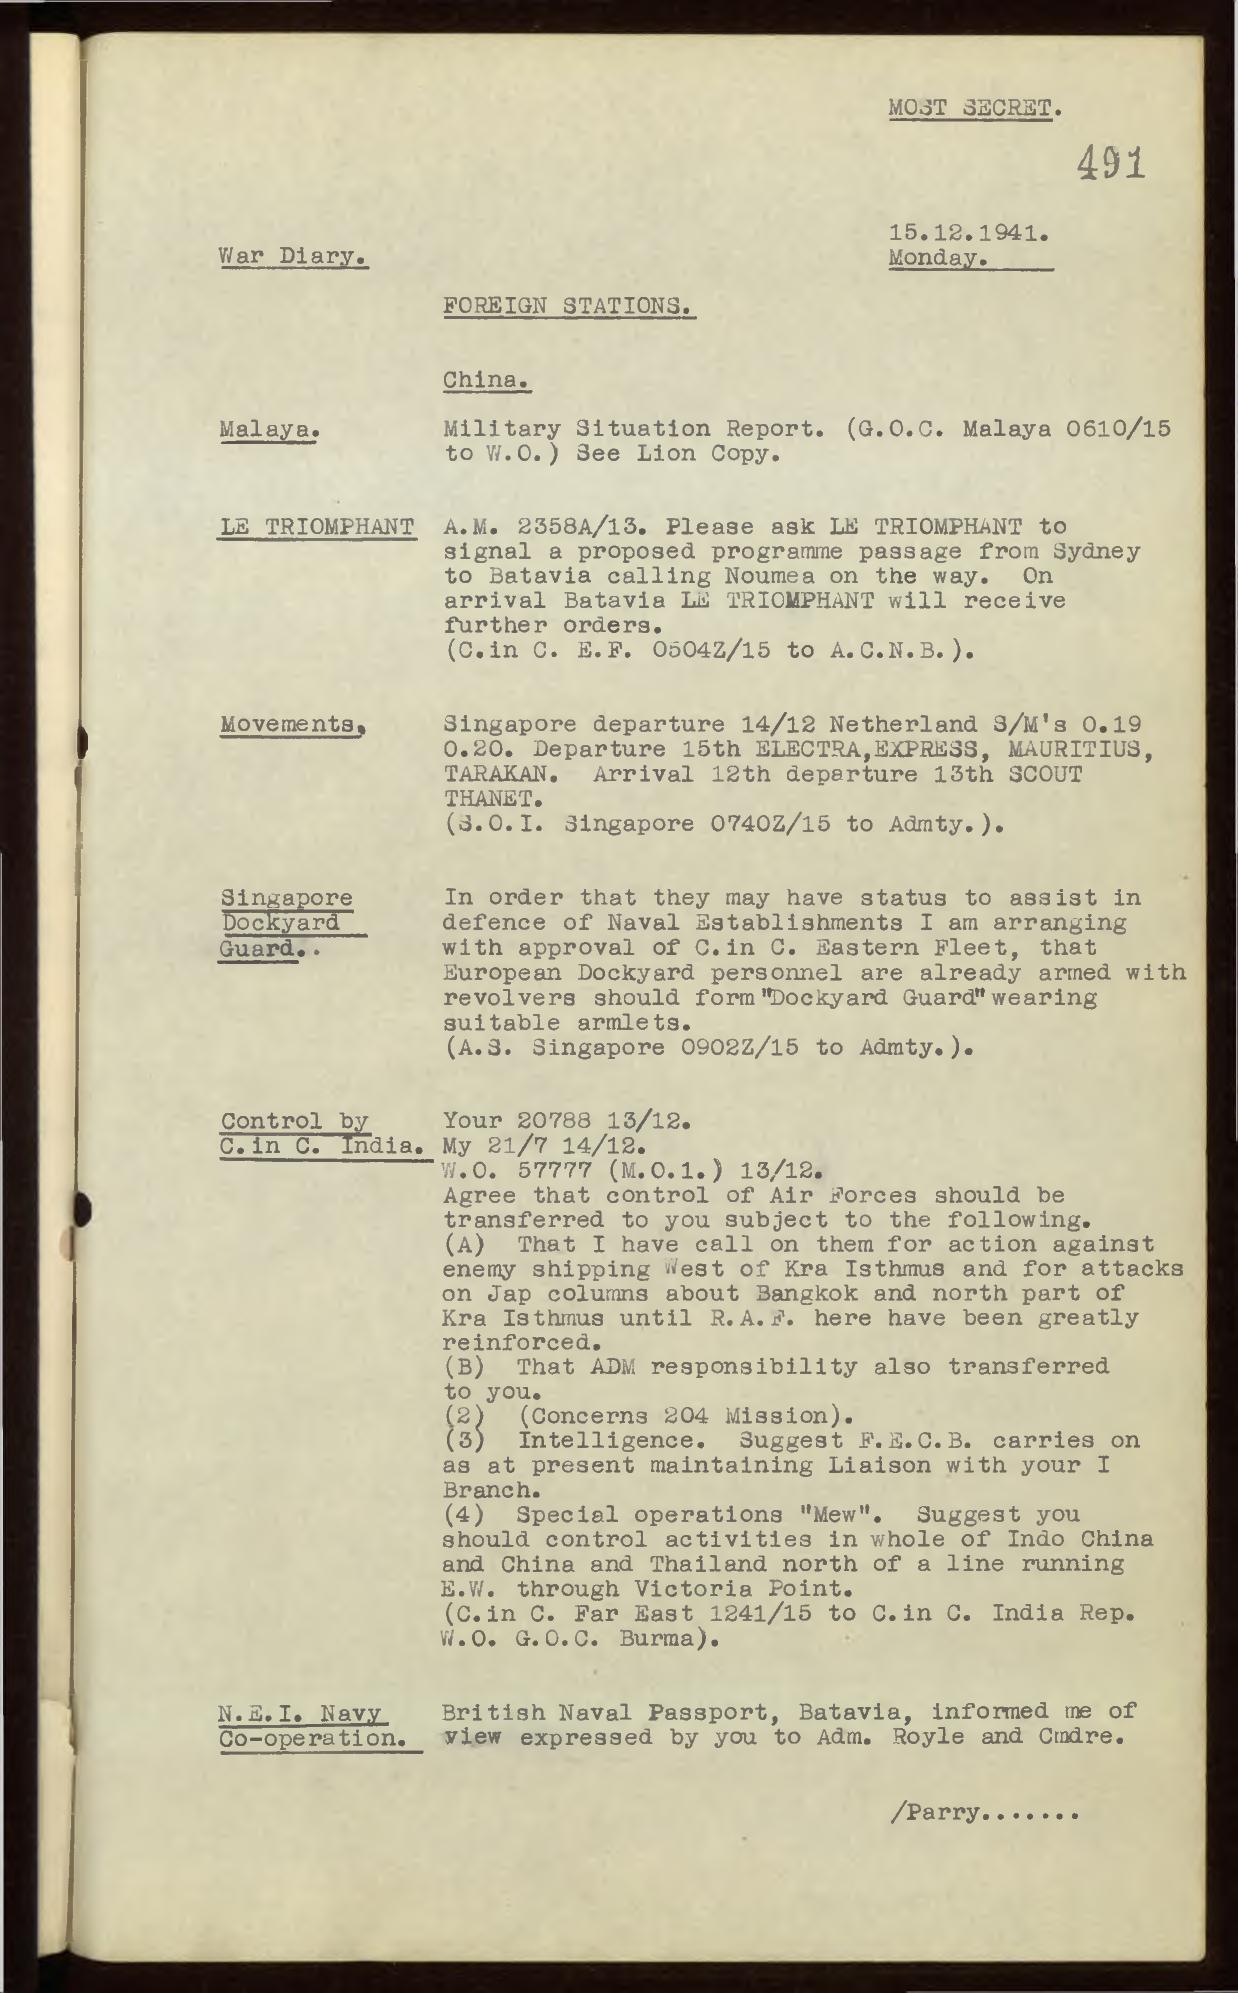 MOST SECRET.
491
15.12.1941.
War Diary.
Monday.
FOREIGN STATIONS.
China.
Malaya. Military Situation Report. (G.O.C. Malaya 0610/15
to W.O.) See Lion Copy.
LE TRIOMPHANT A.M. 2358A/13. Please ask LE TRIOMPHANT to
signal a proposed programme passage from Sydney
to Batavia calling Noumea on the way. On
arrival Batavia LE TRIOMPHANT will receive
further orders.
(C.in C. E.F. 0504Z/15 to A.C.N.B.).
Movements, Singapore departure 14/12 Netherland S/M's O.19
O.20. Departure 15th ELECTRA,EXPRESS, MAURITIUS,
TARAKAN. Arrival 12th departure 13th SCOUT
THANET.
(S.O.I. Singapore 0740Z/15 to Admty.).
Singapore In order that they may have status to assist in
Dockyard defence of Naval Establishments I am arranging
Guard.. with approval of C.in C. Eastern Fleet, that
European Dockyard personnel are already armed with
revolvers should form "Dockyard Guard" wearing
suitable armlets.
(A.S. Singapore 0902Z/15 to Admty.).
Control by Your 20788 13/12.
C.in C. India. My 21/7 14/12.
W.O. 57777 (M.O.1.) 13/12.
Agree that control of Air Forces should be
transferred to you subject to the following.
(A) That I have call on them for action against
enemy shipping West of Kra Isthmus and for attacks
on Jap columns about Bangkok and north part of
Kra Isthmus until R.A.F. here have been greatly
reinforced.
(B) That ADM responsibility also transferred
to you.
(2) (Concerns 204 Mission).
(3) Intelligence. Suggest F.E.C.B. carries on
as at present maintaining Liaison with your I
Branch.
(4) Special operations "Mew". Suggest you
should control activities in whole of Indo China
and China and Thailand north of a line running
E.W. through Victoria Point.
(C.in C. Far East 1241/15 to C.in C. India Rep.
W.O. G.O.C. Burma).
N.E.I. Navy British Naval Passport, Batavia, informed me of
Co-operation. view expressed by you to Adm. Royle and Cmdre.
/Parry.......